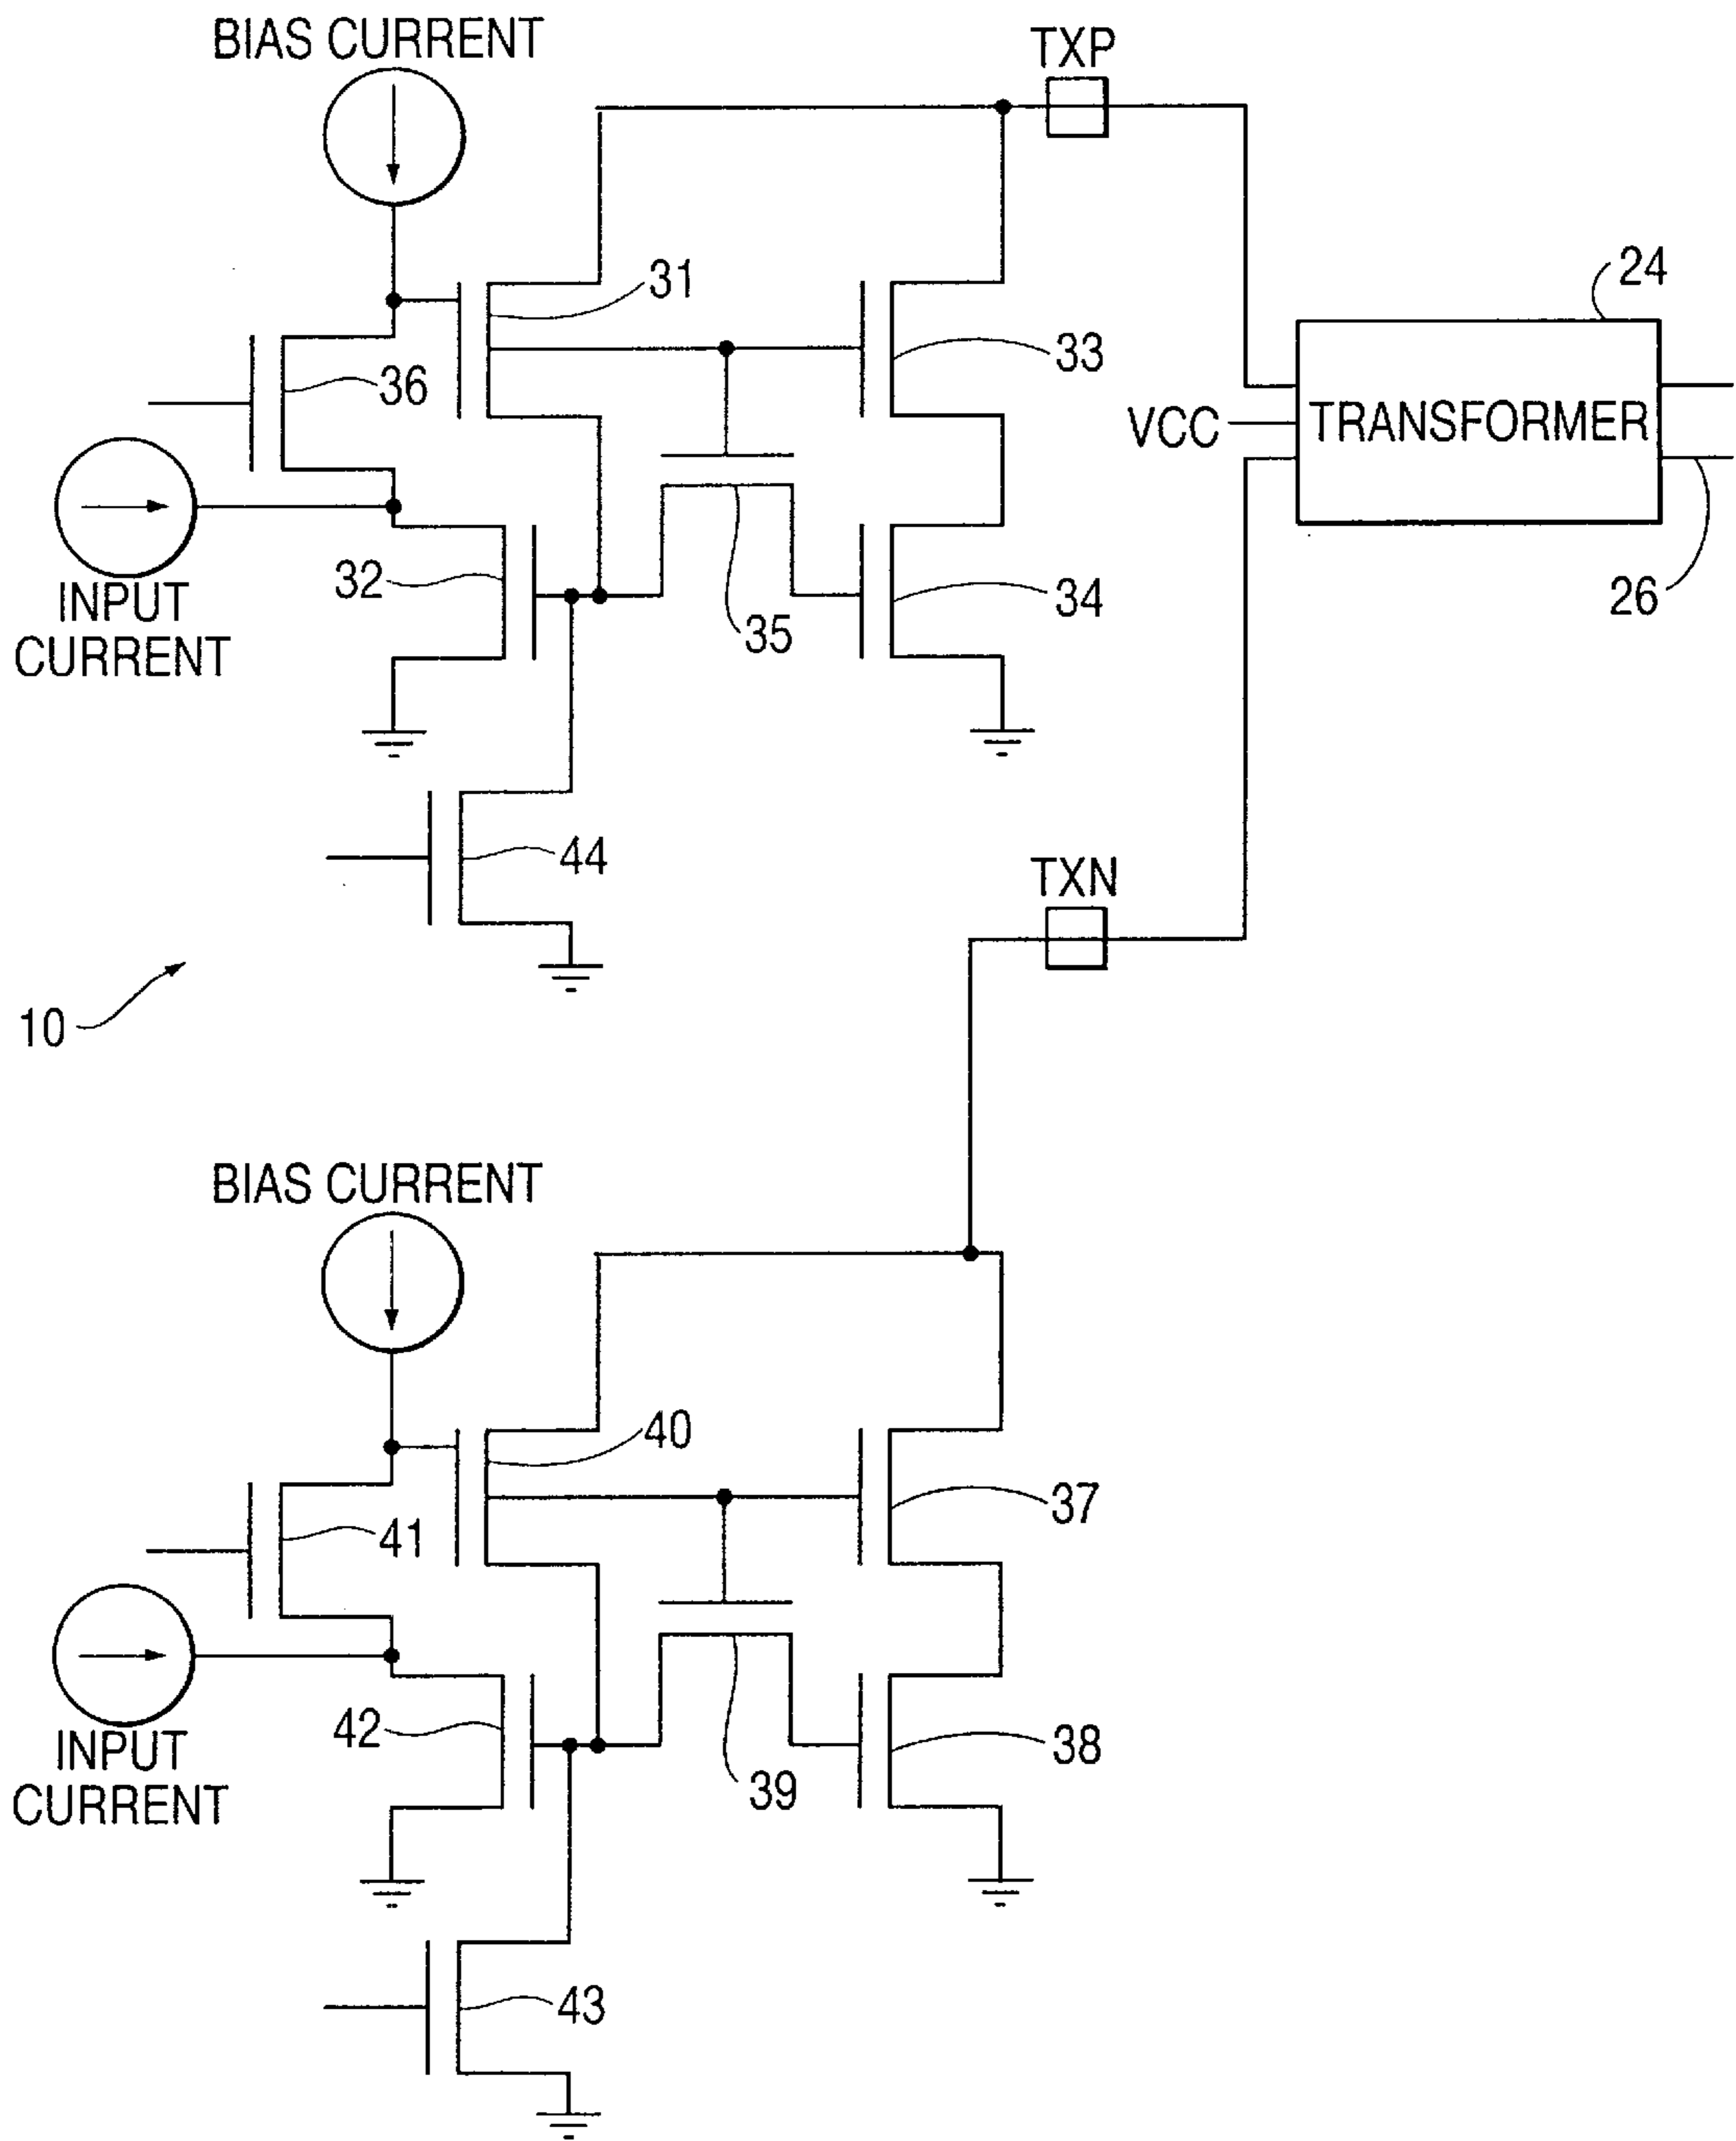 BIAS CURRENT
TXP
31
24
36
33
VCC
TRANSFORMER
INPUT
CURRENT
32
35
34
26
44
TXN
10
BIAS CURRENT
40
37
41
INPUT
CURRENT
42
39
38
43